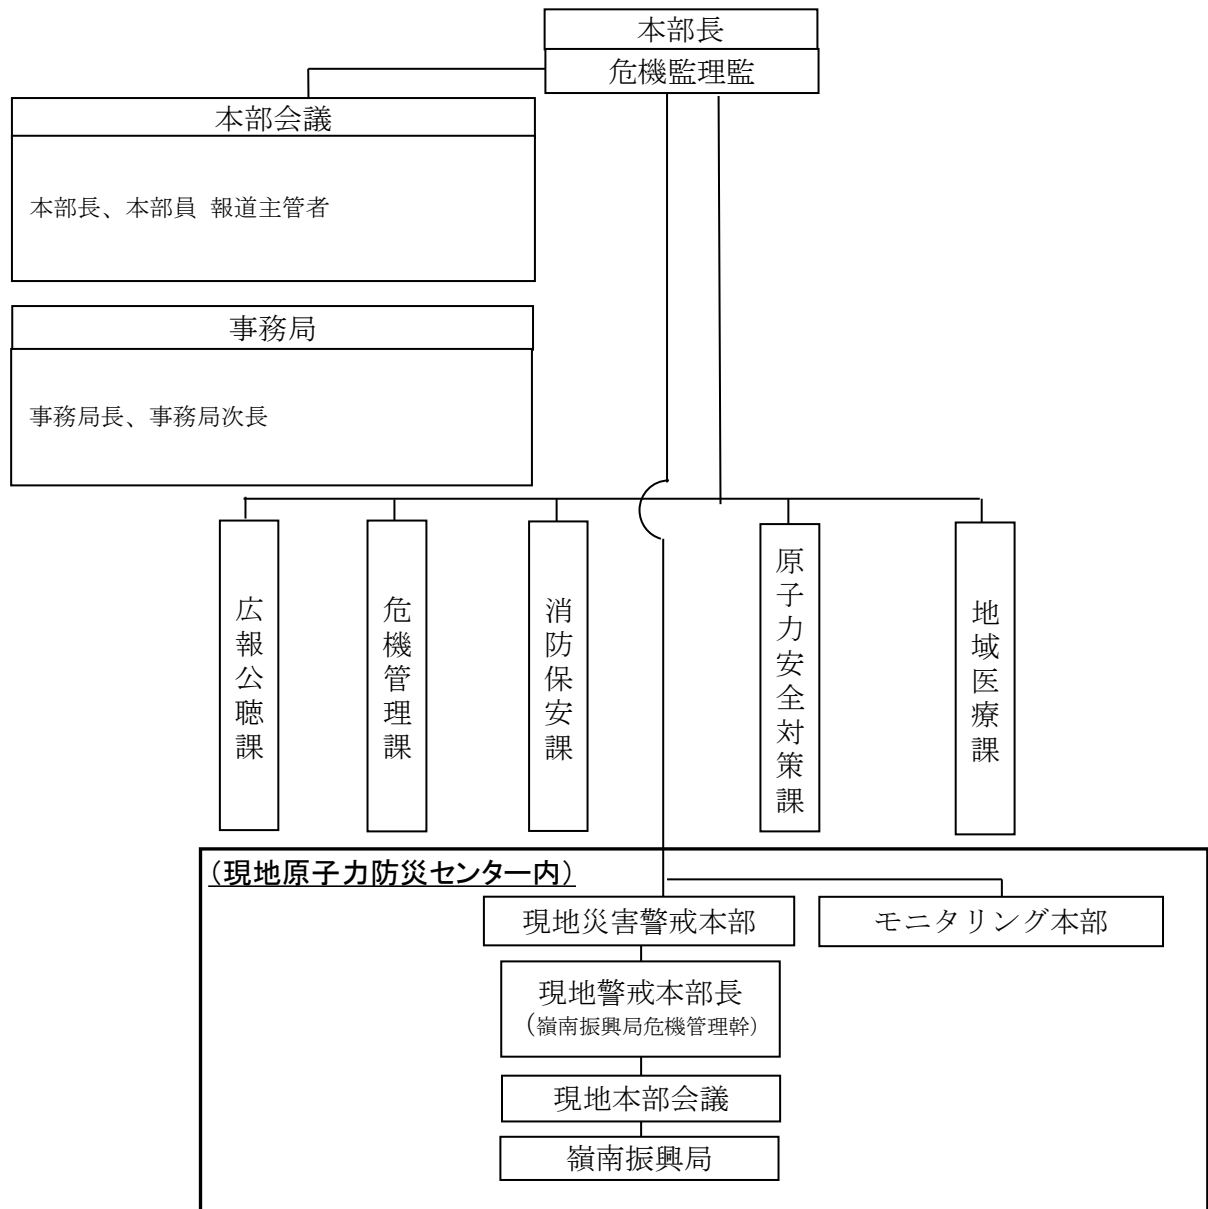 本部長
危機監理監
本部会議
本部長、本部員 報道主管者
事務局
事務局長、事務局次長
広報公聴課
危機管理課
消防保安課
原子力安全対策課
地域医療課
（現地原子力防災センター内）
現地災害警戒本部
モニタリング本部
現地警戒本部長
（嶺南振興局危機管理幹）
現地本部会議
嶺南振興局